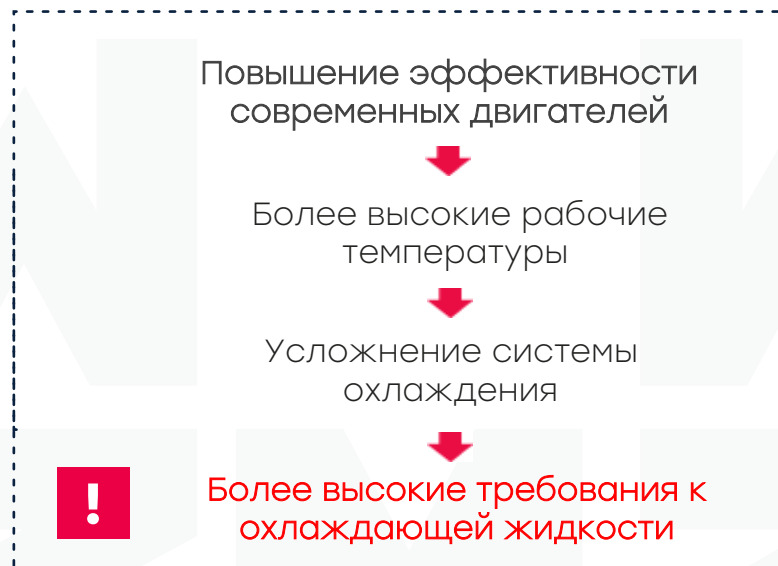 Повышение эффективности
современных двигателей
Более высокие рабочие
температуры
Усложнение системы
охлаждения
!
Более высокие требования к
охлаждающей жидкости